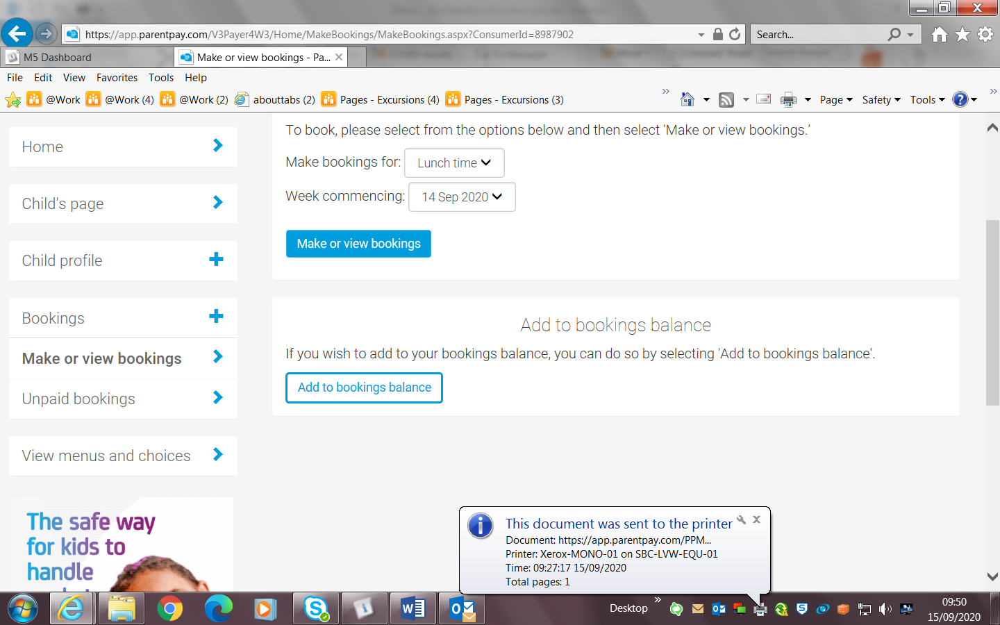 https://app.parentpay.com/V3Payer4W3/Home/MakeBookings/MakeBookings.aspx?ConsumerId=8987902
Search...
M5 Dashboard
Make or view bookings - Pa...
File Edit View Favorites Tools Help
@Work @Work (4) @Work (2) abouttabs (2) Pages - Excursions (4) Pages - Excursions (3)
Page Safety Tools
Home
Child's page
Child profile
Bookings
Make or view bookings
Unpaid bookings
View menus and choices
The safe way
for kids to
handle
To book, please select from the options below and then select 'Make or view bookings.'
Make bookings for: Lunch time
Week commencing: 14 Sep 2020
Make or view bookings
Add to bookings balance
If you wish to add to your bookings balance, you can do so by selecting 'Add to bookings balance'.
Add to bookings balance
This document was sent to the printer
Document: https://app.parentpay.com/PPM...
Printer: Xerox-MONO-01 on SBC-LVW-EQU-01
Time: 09:27:17 15/09/2020
Total pages: 1
Desktop
09:50
15/09/2020